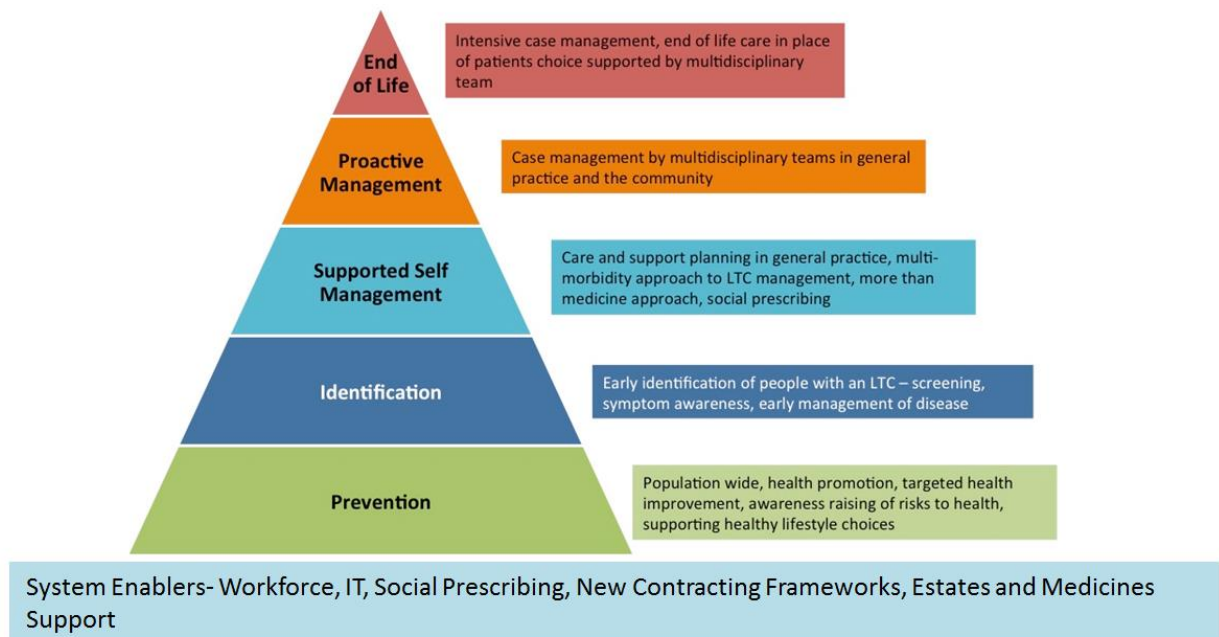 End
of Life
Intensive case management, end of life care in place
of patients choice supported by multidisciplinary
team
Proactive
Management
Case management by multidisciplinary teams in general
practice and the community
Supported Self
Management
Care and support planning in general practice, multi-
morbidity approach to LTC management, more than
medicine approach, social prescribing
Identification
Early identification of people with an LTC – screening,
symptom awareness, early management of disease
Prevention
Population wide, health promotion, targeted health
improvement, awareness raising of risks to health,
supporting healthy lifestyle choices
System Enablers- Workforce, IT, Social Prescribing, New Contracting Frameworks, Estates and Medicines
Support